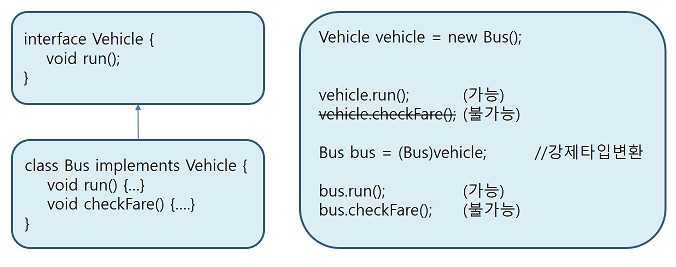 interface Vehicle {
void run();
}
class Bus implements Vehicle {
void run() {...}
void checkFare() {....}
}
Vehicle vehicle = new Bus();
vehicle.run(); (가능)
vehicle.checkFare(); (불가능)
Bus bus = (Bus)vehicle; //강제타입변환
bus.run(); (가능)
bus.checkFare(); (불가능)